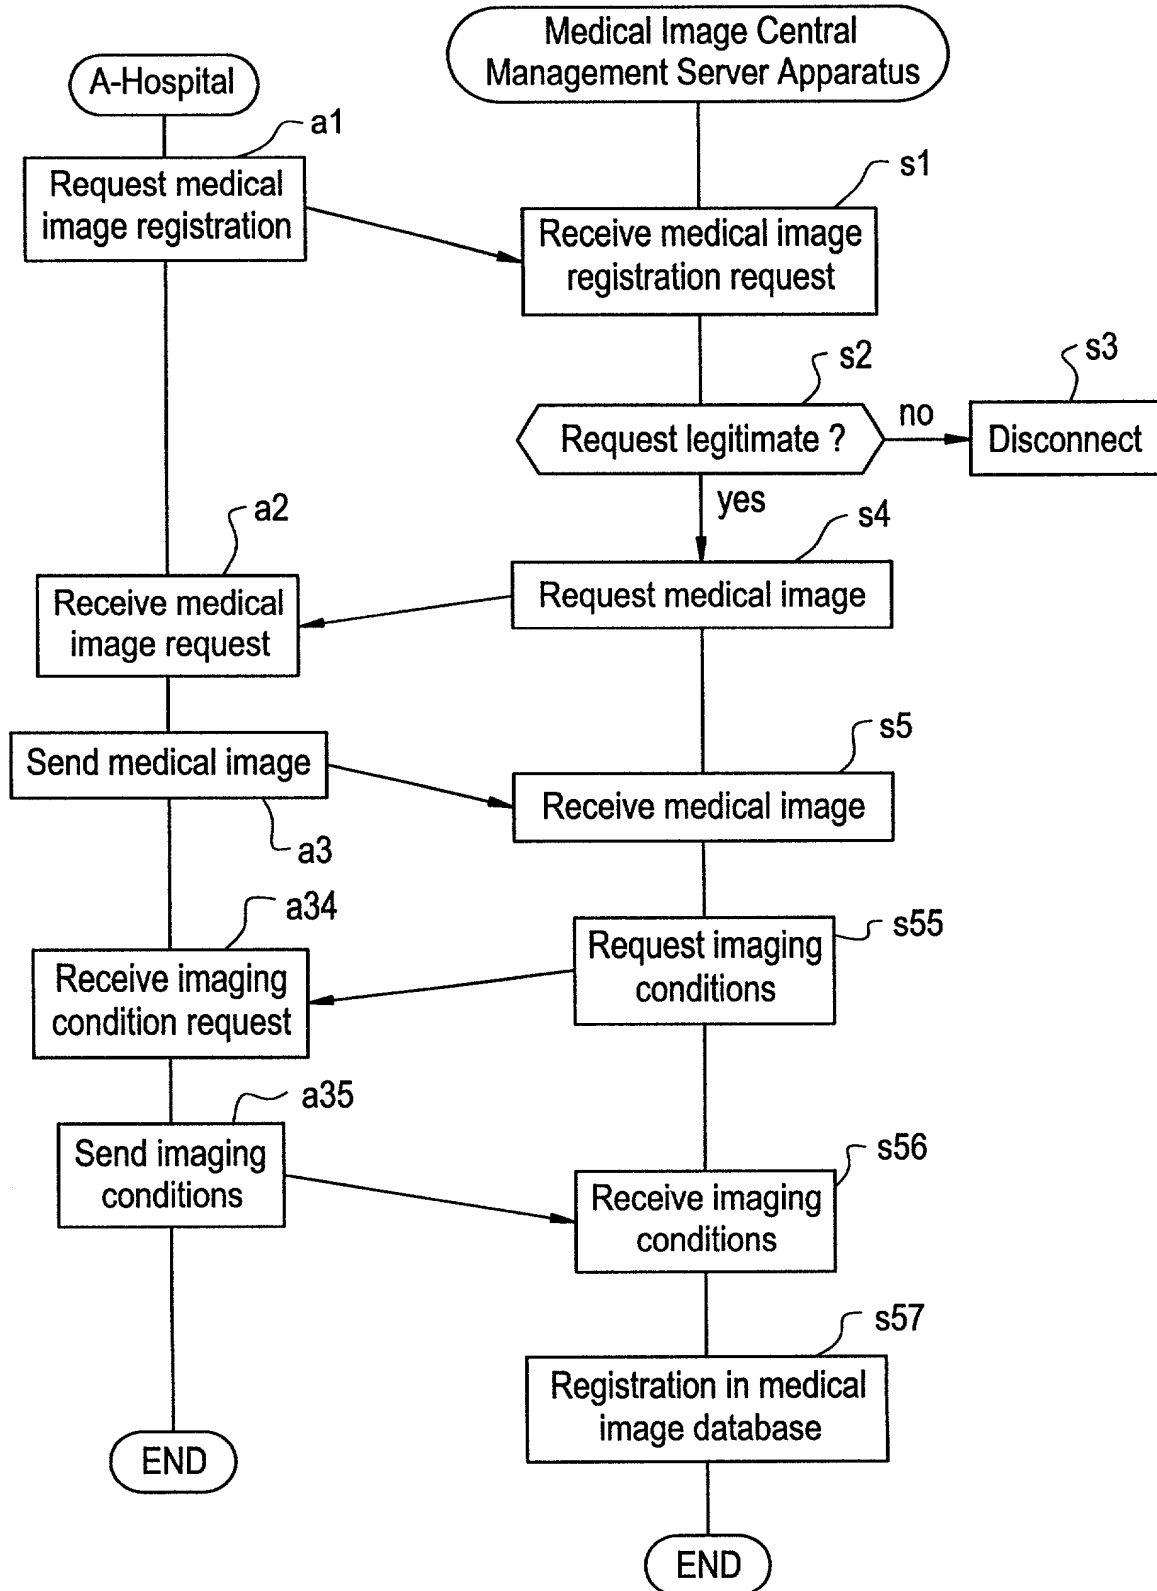 Medical Image Central
Management Server Apparatus
A-Hospital
a1
Request medical
image registration
s1
Receive medical image
registration request
s2
Request legitimate ?
no
s3
Disconnect
yes
a2
Receive medical
image request
s4
Request medical image
Send medical image
a3
s5
Receive medical image
a34
Receive imaging
condition request
s55
Request imaging
conditions
a35
Send imaging
conditions
s56
Receive imaging
conditions
s57
Registration in medical
image database
END
END